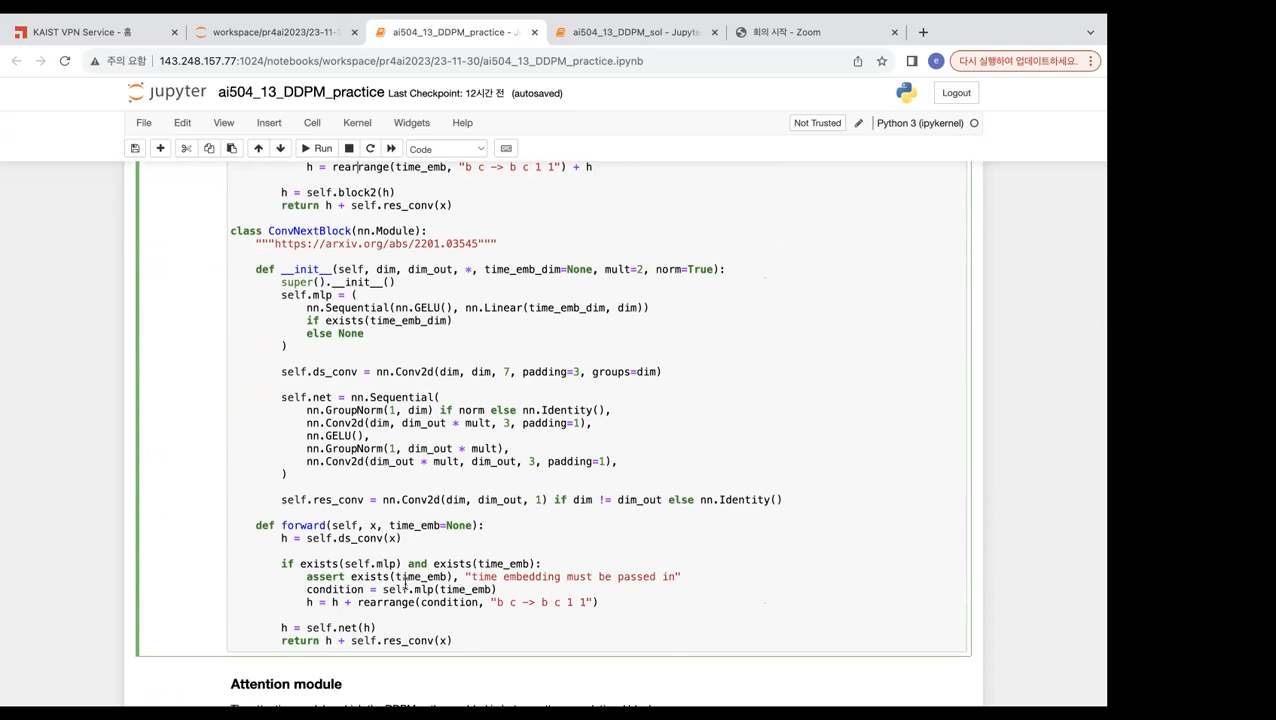 KAIST VPN Service - 홈
workspace/pr4ai2023/23-11-3
ai504_13_DDPM_practice - J
ai504_13_DDPM_sol - Jupyte
회의 시작 - Zoom
주의 요함 143.248.157.77:1024/notebooks/workspace/pr4ai2023/23-11-30/ai504_13_DDPM_practice.ipynb
e
다시 실행하여 업데이트하세요.
jupyter ai504_13_DDPM_practice Last Checkpoint: 12시간 전 (autosaved)
Logout
File Edit View Insert Cell Kernel Widgets Help
Not Trusted Python 3 (ipykernel)
Run Code
h = rearrange(time_emb, "b c -> b c 1 1") + h
h = self.block2(h)
return h + self.res_conv(x)
class ConvNextBlock(nn.Module):
"""https://arxiv.org/abs/2201.03545"""
def __init__(self, dim, dim_out, *, time_emb_dim=None, mult=2, norm=True):
super().__init__()
self.mlp = (
nn.Sequential(nn.GELU(), nn.Linear(time_emb_dim, dim))
if exists(time_emb_dim)
else None
)
self.ds_conv = nn.Conv2d(dim, dim, 7, padding=3, groups=dim)
self.net = nn.Sequential(
nn.GroupNorm(1, dim) if norm else nn.Identity(),
nn.Conv2d(dim, dim_out * mult, 3, padding=1),
nn.GELU(),
nn.GroupNorm(1, dim_out * mult),
nn.Conv2d(dim_out * mult, dim_out, 3, padding=1),
)
self.res_conv = nn.Conv2d(dim, dim_out, 1) if dim != dim_out else nn.Identity()
def forward(self, x, time_emb=None):
h = self.ds_conv(x)
if exists(self.mlp) and exists(time_emb):
assert exists(time_emb), "time embedding must be passed in"
condition = self.mlp(time_emb)
h = h + rearrange(condition, "b c -> b c 1 1")
h = self.net(h)
return h + self.res_conv(x)
Attention module